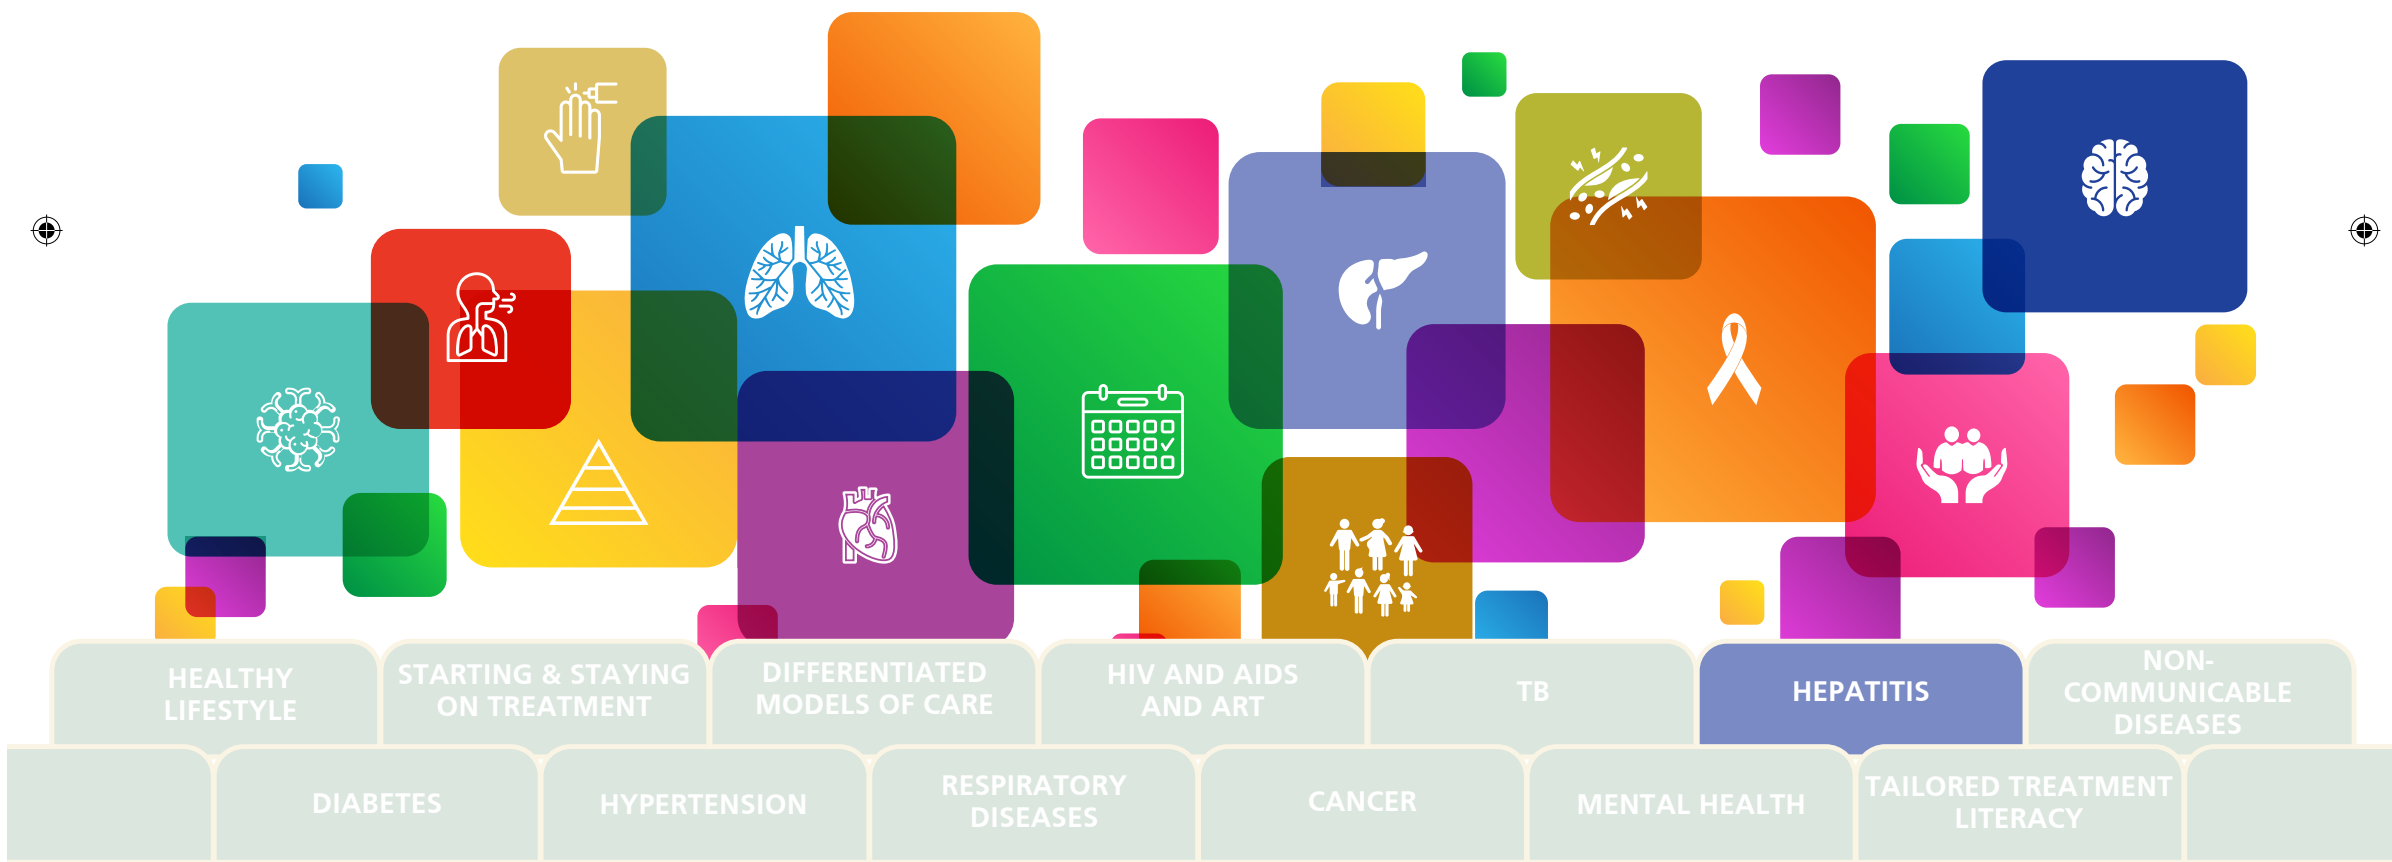 HEALTHY
LIFESTYLE
STARTING & STAYING
ON TREATMENT
DIFFERENTIATED
MODELS OF CARE
HIV AND AIDS
AND ART
TB
HEPATITIS
NON-
COMMUNICABLE
DISEASES
DIABETES
HYPERTENSION
RESPIRATORY
DISEASES
CANCER
MENTAL HEALTH
TAILORED TREATMENT
LITERACY